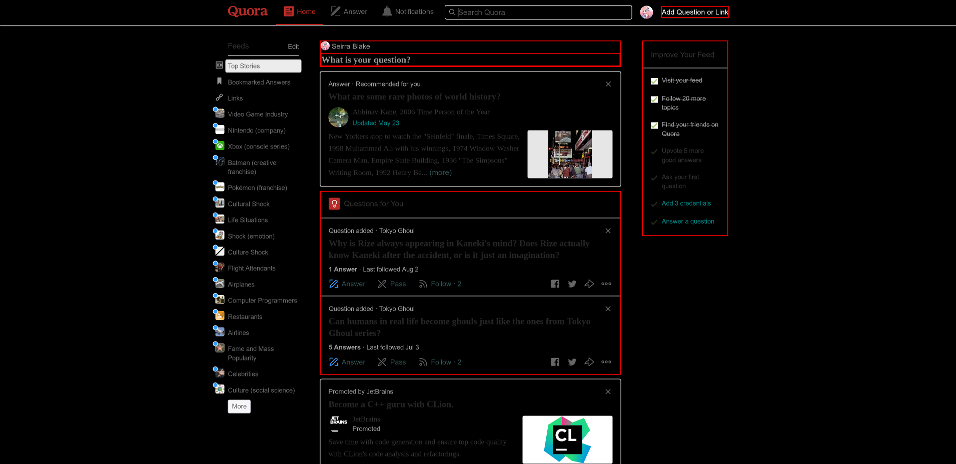 Quora
Home
Answer
Notifications
Search Quora
Add Question or Link
Feeds
Edit
Top Stories
Bookmarked Answers
Links
Video Game Industry
Nintendo (company)
Xbox (console series)
Batman (creative
franchise)
Pokémon (franchise)
Cultural Shock
Life Situations
Shock (emotion)
Culture Shock
Flight Attendants
Airplanes
Computer Programmers
Restaurants
Airlines
Fame and Mass
Popularity
Celebrities
Culture (social science)
More
Seirra Blake
What is your question?
Answer · Recommended for you
What are some rare photos of world history?
Abhinav Kane, 2006 Time Person of the Year
Updated May 23
New Yorkers stop to watch the "Seinfeld" finale, Times Square,
1998 Muhammad Ali with his winnings, 1974 Window Washer
Cement Man, Empire State Building, 1936 "The Simpsons"
Writing Room, 1992 Henry Be... (more)
Questions for You
Question added · Tokyo Ghoul
Why is Rize always appearing in Kaneki's mind? Does Rize actually
know Kaneki after the accident, or is it just an imagination?
1 Answer · Last followed Aug 2
Answer Pass Follow · 2
Question added · Tokyo Ghoul
Can humans in real life become ghouls just like the ones from Tokyo
Ghoul series?
5 Answers · Last followed Jul 3
Answer Pass Follow · 2
Promoted by JetBrains
Become a C++ guru with CLion.
JET
BRAINS
JetBrains
Promoted
Save time with code generation and ensure top code quality
with CLion's code analysis and refactorings.
CL
Improve Your Feed
Visit your feed
Follow 20 more
topics
Find your friends on
Quora
Upvote 5 more
good answers
Ask your first
question
Add 3 credentials
Answer a question